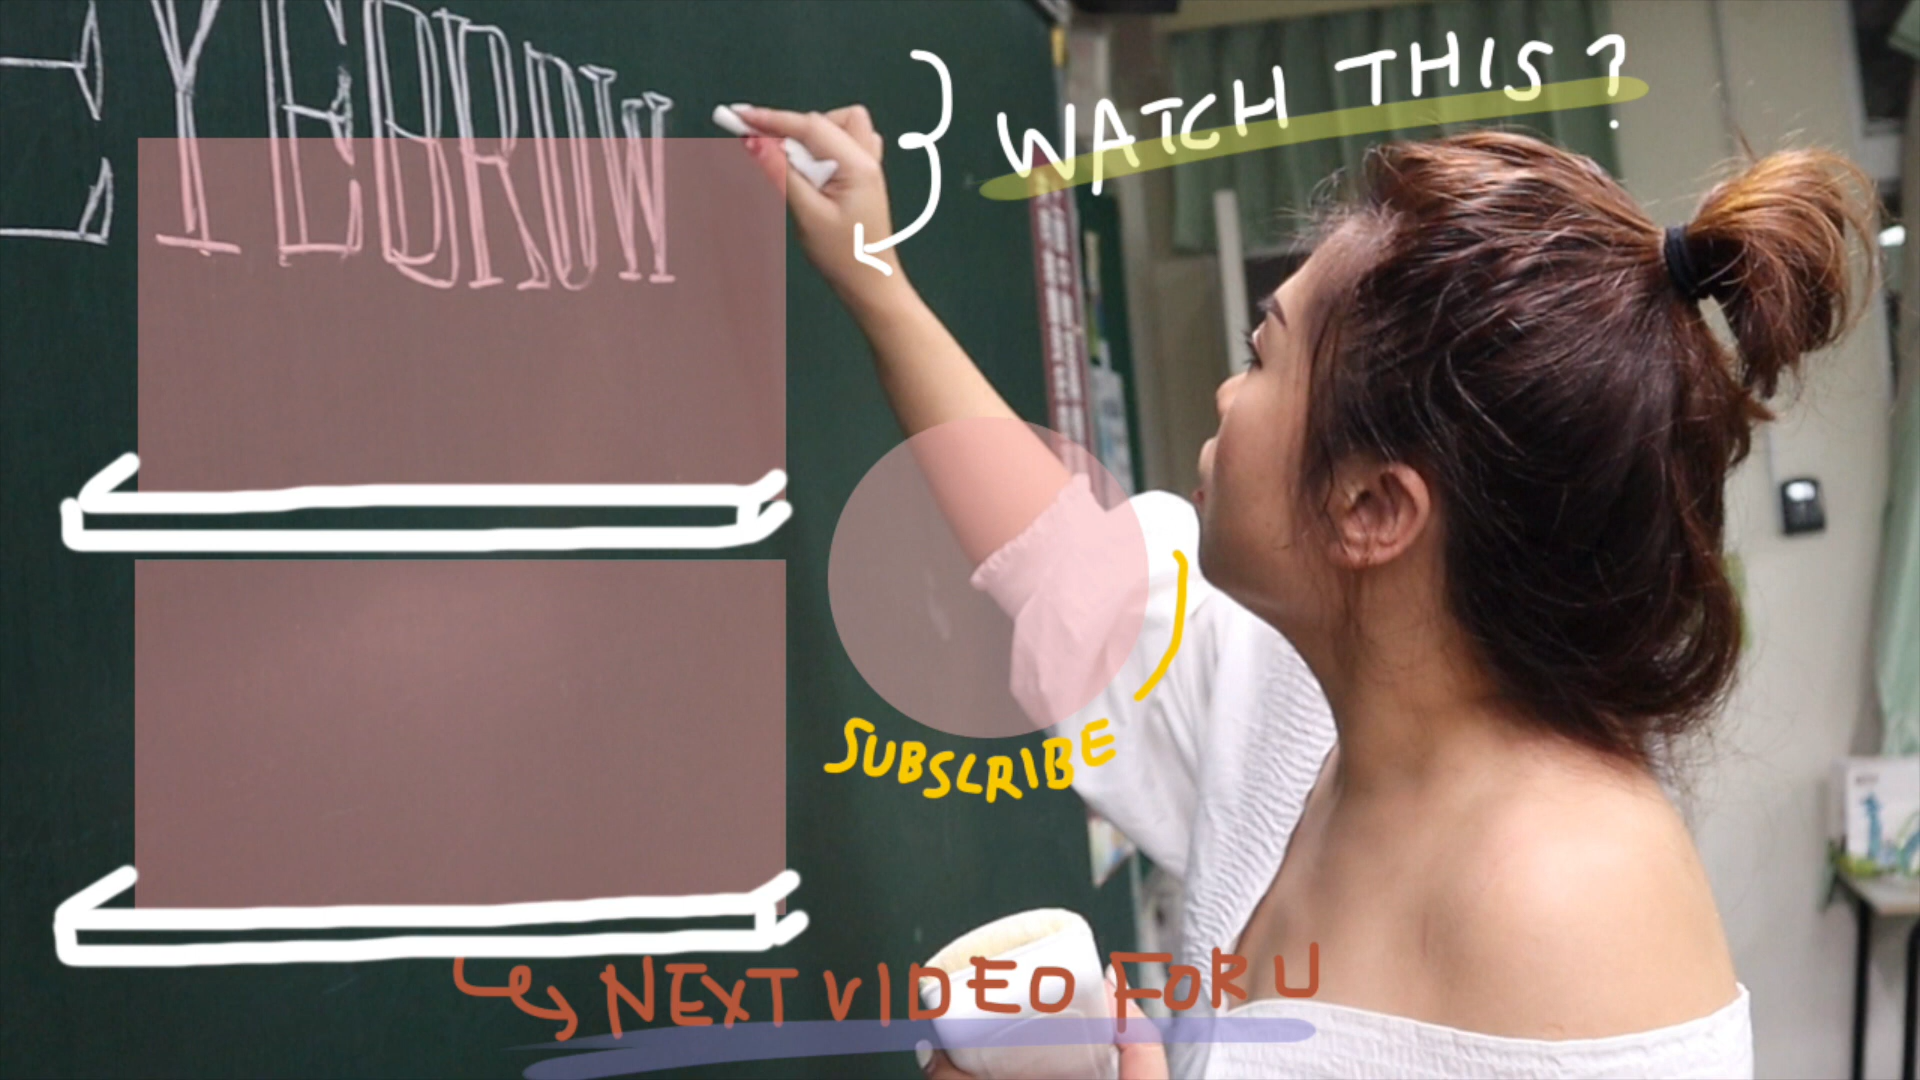 EYEBROW
WATCH THIS?
SUBSCRIBE
NEXT VIDEO FOR U